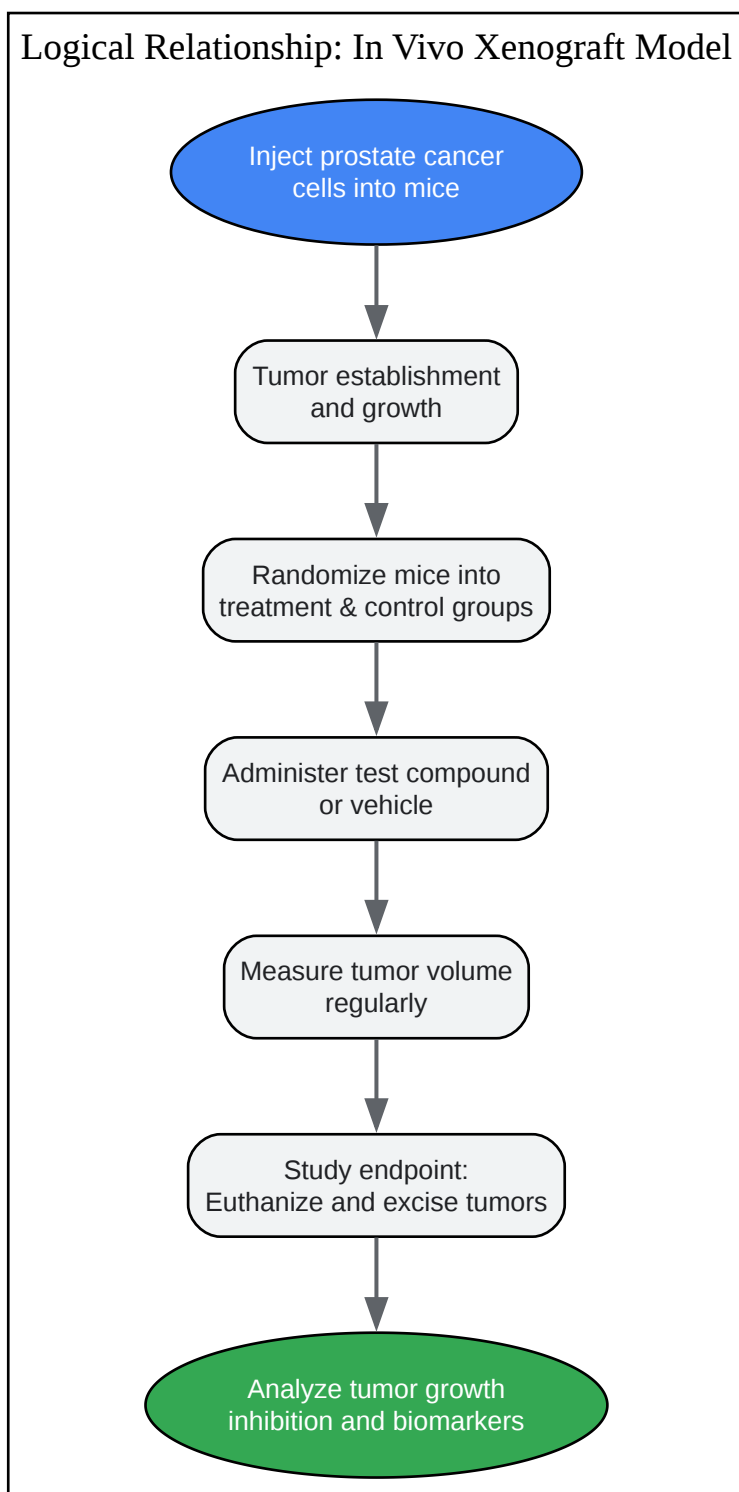 Logical Relationship: In Vivo Xenograft Model
Inject prostate cancer
cells into mice
Tumor establishment
and growth
Randomize mice into
treatment & control groups
Administer test compound
or vehicle
Measure tumor volume
regularly
Study endpoint:
Euthanize and excise tumors
Analyze tumor growth
inhibition and biomarkers